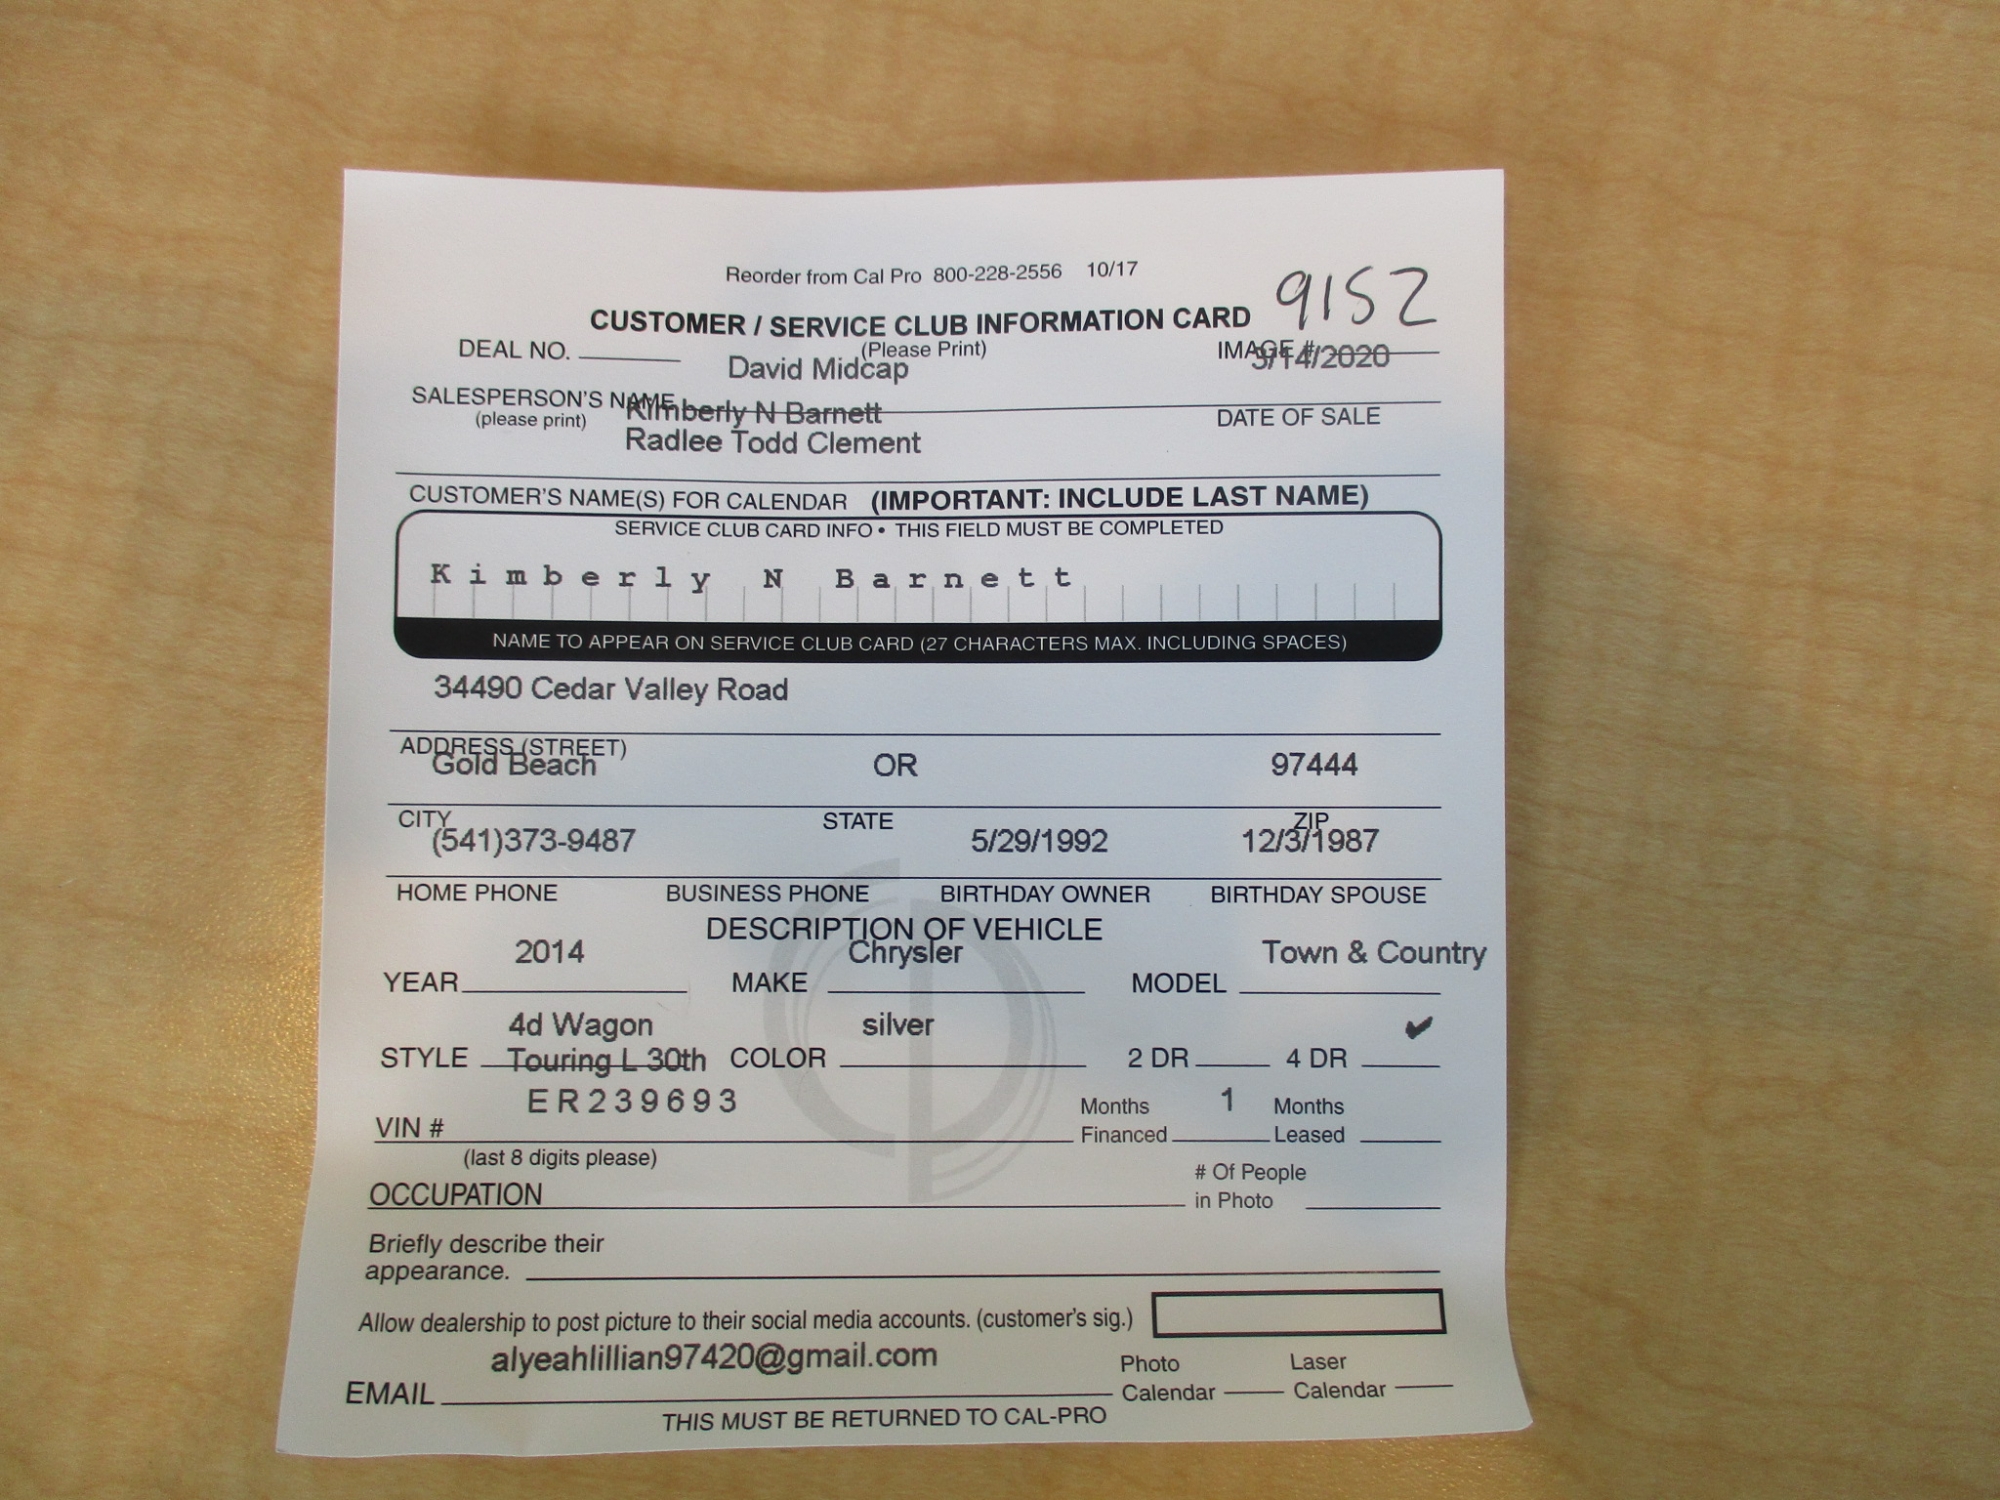 Reorder from Cal Pro 800-228-2556 10/17
9152
CUSTOMER / SERVICE CLUB INFORMATION CARD
(Please Print)
DEAL NO.
IMAGE #
David Midcap
3/14/2020
SALESPERSON'S NAME
(please print)
DATE OF SALE
Kimberly N Barnett
Radlee Todd Clement
CUSTOMER'S NAME(S) FOR CALENDAR (IMPORTANT: INCLUDE LAST NAME)
SERVICE CLUB CARD INFO • THIS FIELD MUST BE COMPLETED
Kimberly N Barnett
NAME TO APPEAR ON SERVICE CLUB CARD (27 CHARACTERS MAX. INCLUDING SPACES)
34490 Cedar Valley Road
ADDRESS (STREET)
Gold Beach OR 97444
CITY STATE ZIP
(541)373-9487 5/29/1992 12/3/1987
HOME PHONE BUSINESS PHONE BIRTHDAY OWNER BIRTHDAY SPOUSE
DESCRIPTION OF VEHICLE
2014 Chrysler Town & Country
YEAR MAKE MODEL
4d Wagon silver ✔
STYLE Touring L 30th COLOR 2 DR 4 DR
ER239693
VIN #
(last 8 digits please)
Months Financed 1 Months Leased
OCCUPATION
# Of People in Photo
Briefly describe their
appearance.
Allow dealership to post picture to their social media accounts. (customer's sig.)
alyeahlillian97420@gmail.com
EMAIL
Photo Calendar Laser Calendar
THIS MUST BE RETURNED TO CAL-PRO